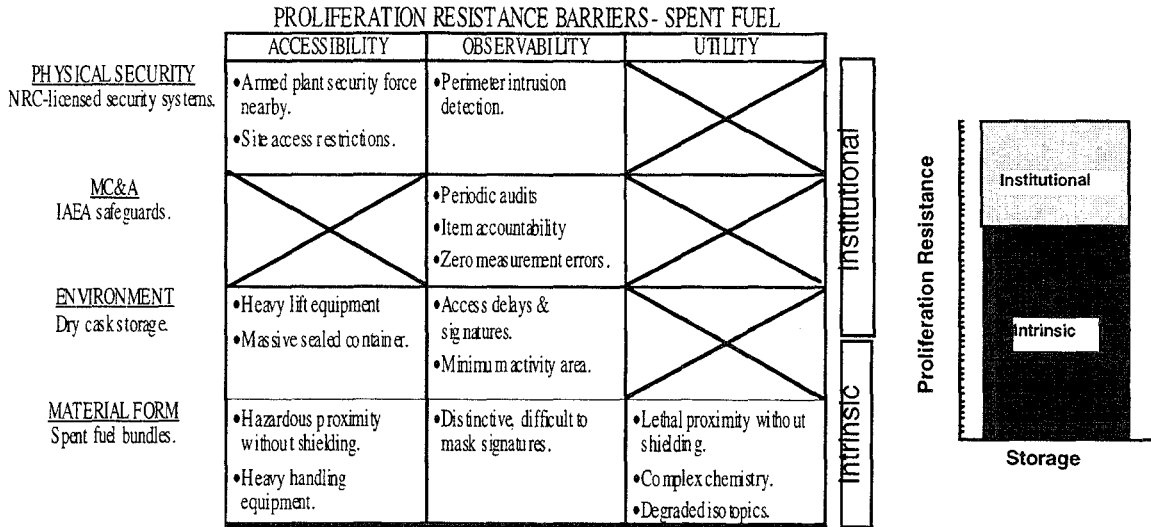 PROLIFERATION RESISTANCE BARRIERS - SPENT FUEL
ACCESSIBILITY
OBSERVABILITY
UTILITY
PHYSICAL SECURITY
NRC-licensed security systems.
•Armed plant security force
nearby.
•Site access restrictions.
•Perimeter intrusion
detection.
MC&A
IAEA safeguards.
•Periodic audits
•Item accountability
•Zero measurement errors.
ENVIRONMENT
Dry cask storage.
•Heavy lift equipment
•Massive sealed container.
•Access delays &
signatures.
•Minimum activity area.
MATERIAL FORM
Spent fuel bundles.
•Hazardous proximity
without shielding.
•Heavy handling
equipment.
•Distinctive, difficult to
mask signatures.
•Lethal proximity without
shielding.
•Complex chemistry.
•Degraded isotopics.
Institutional
Intrinsic
Proliferation Resistance
Institutional
Intrinsic
Storage